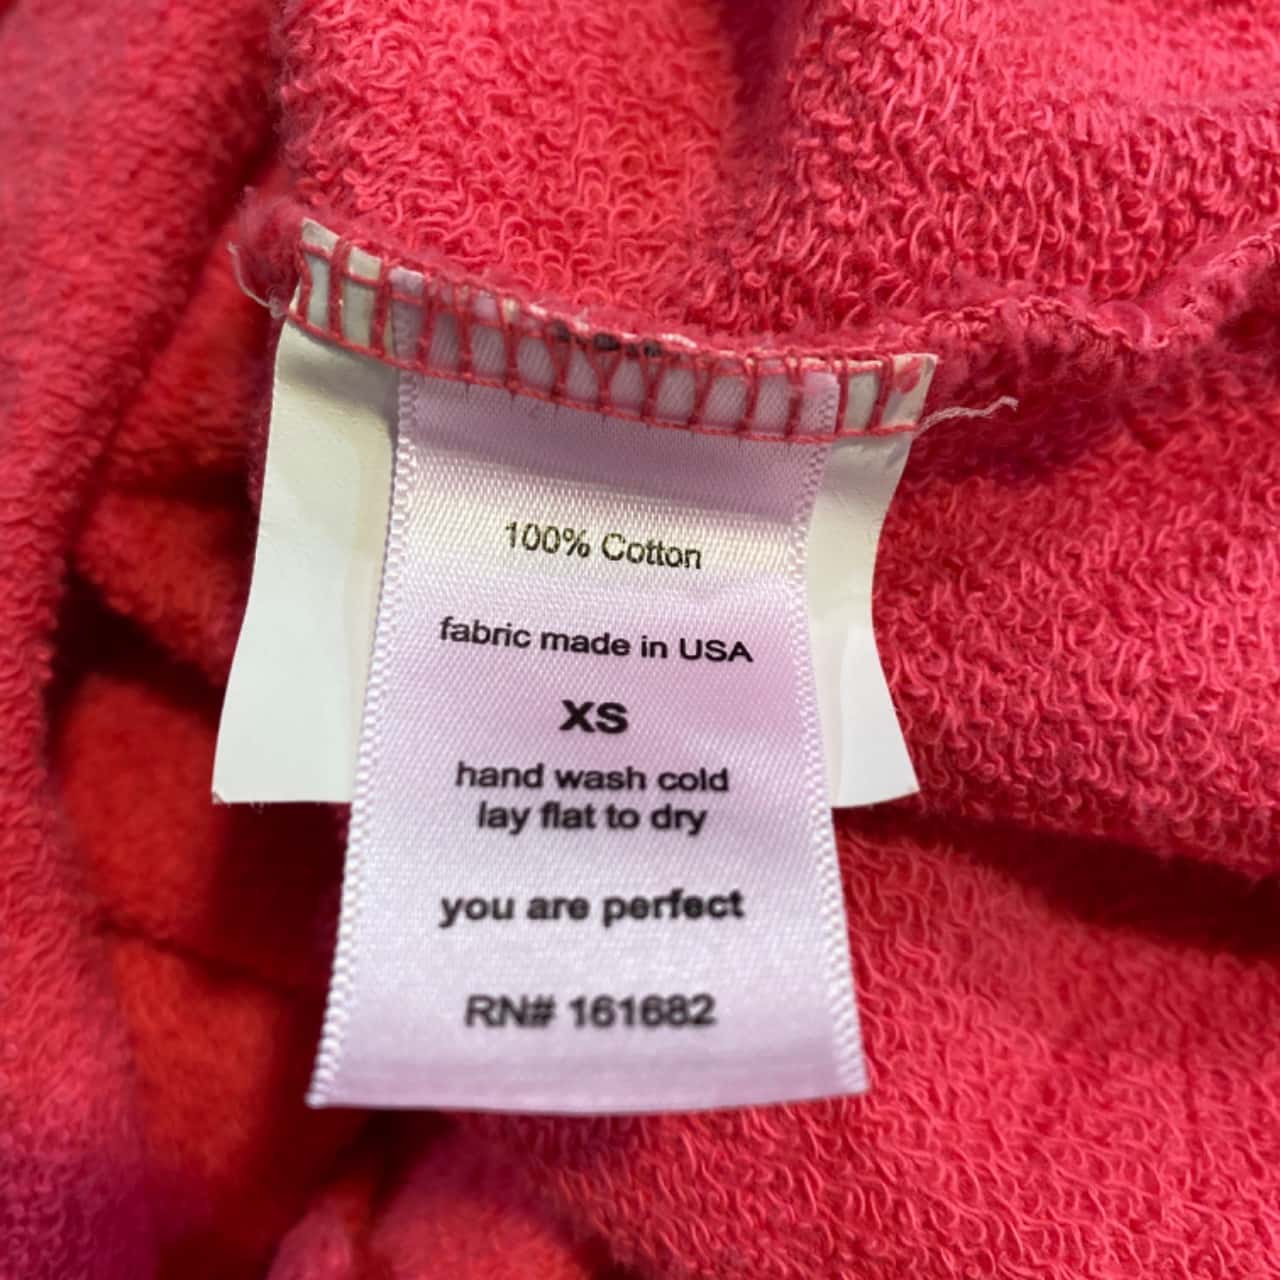 100% Cotton
fabric made in USA
XS
hand wash cold
lay flat to dry
you are perfect
RN# 161682